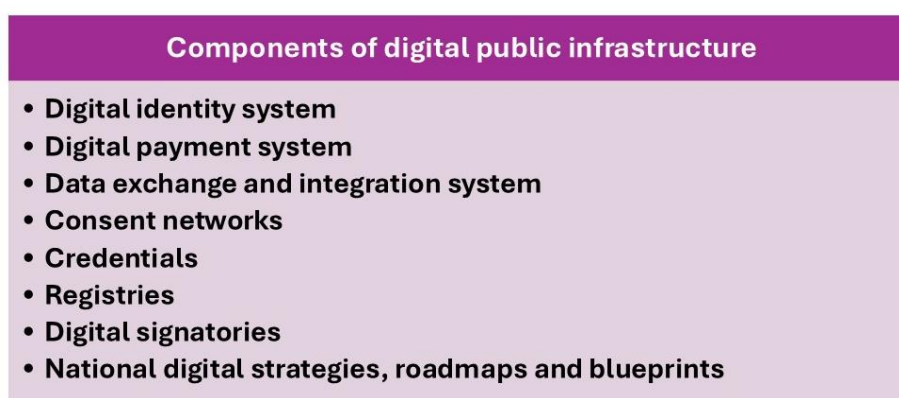 Components of digital public infrastructure
• Digital identity system
• Digital payment system
• Data exchange and integration system
• Consent networks
• Credentials
• Registries
• Digital signatories
• National digital strategies, roadmaps and blueprints